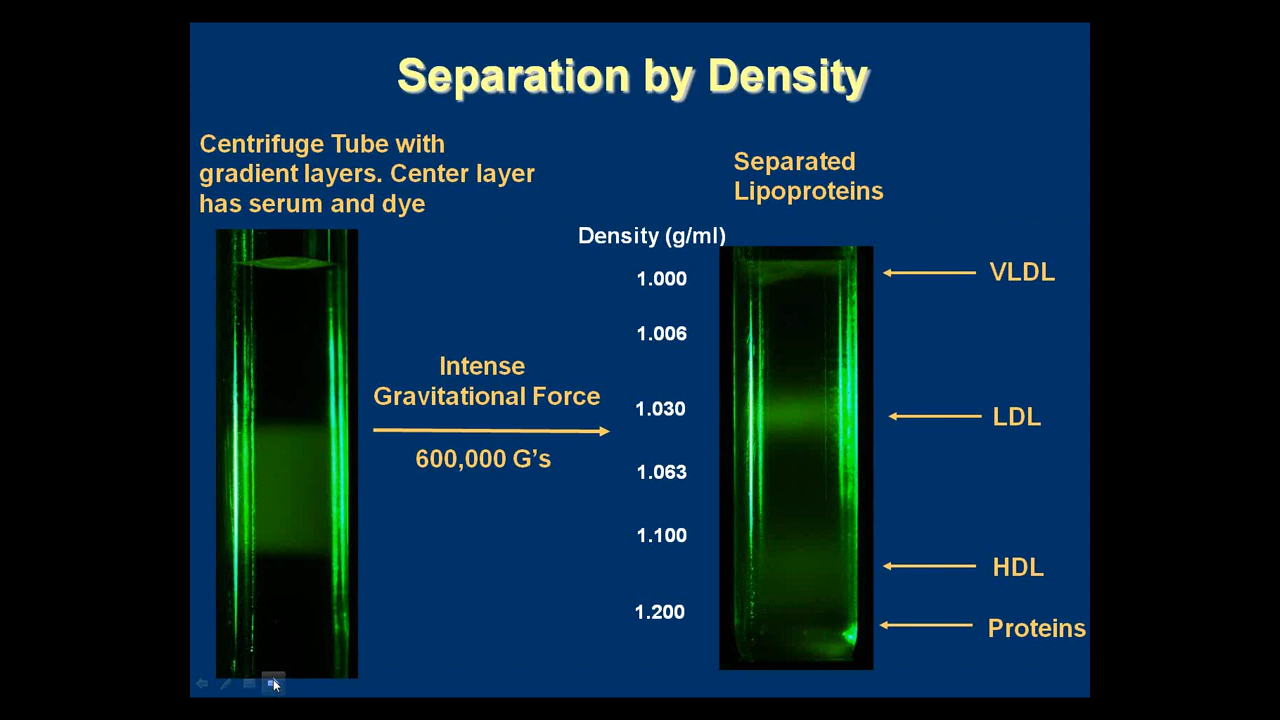 Separation by Density
Centrifuge Tube with
gradient layers. Center layer
has serum and dye
Separated
Lipoproteins
Density (g/ml)
1.000
1.006
1.030
1.063
1.100
1.200
Intense
Gravitational Force
600,000 G’s
VLDL
LDL
HDL
Proteins